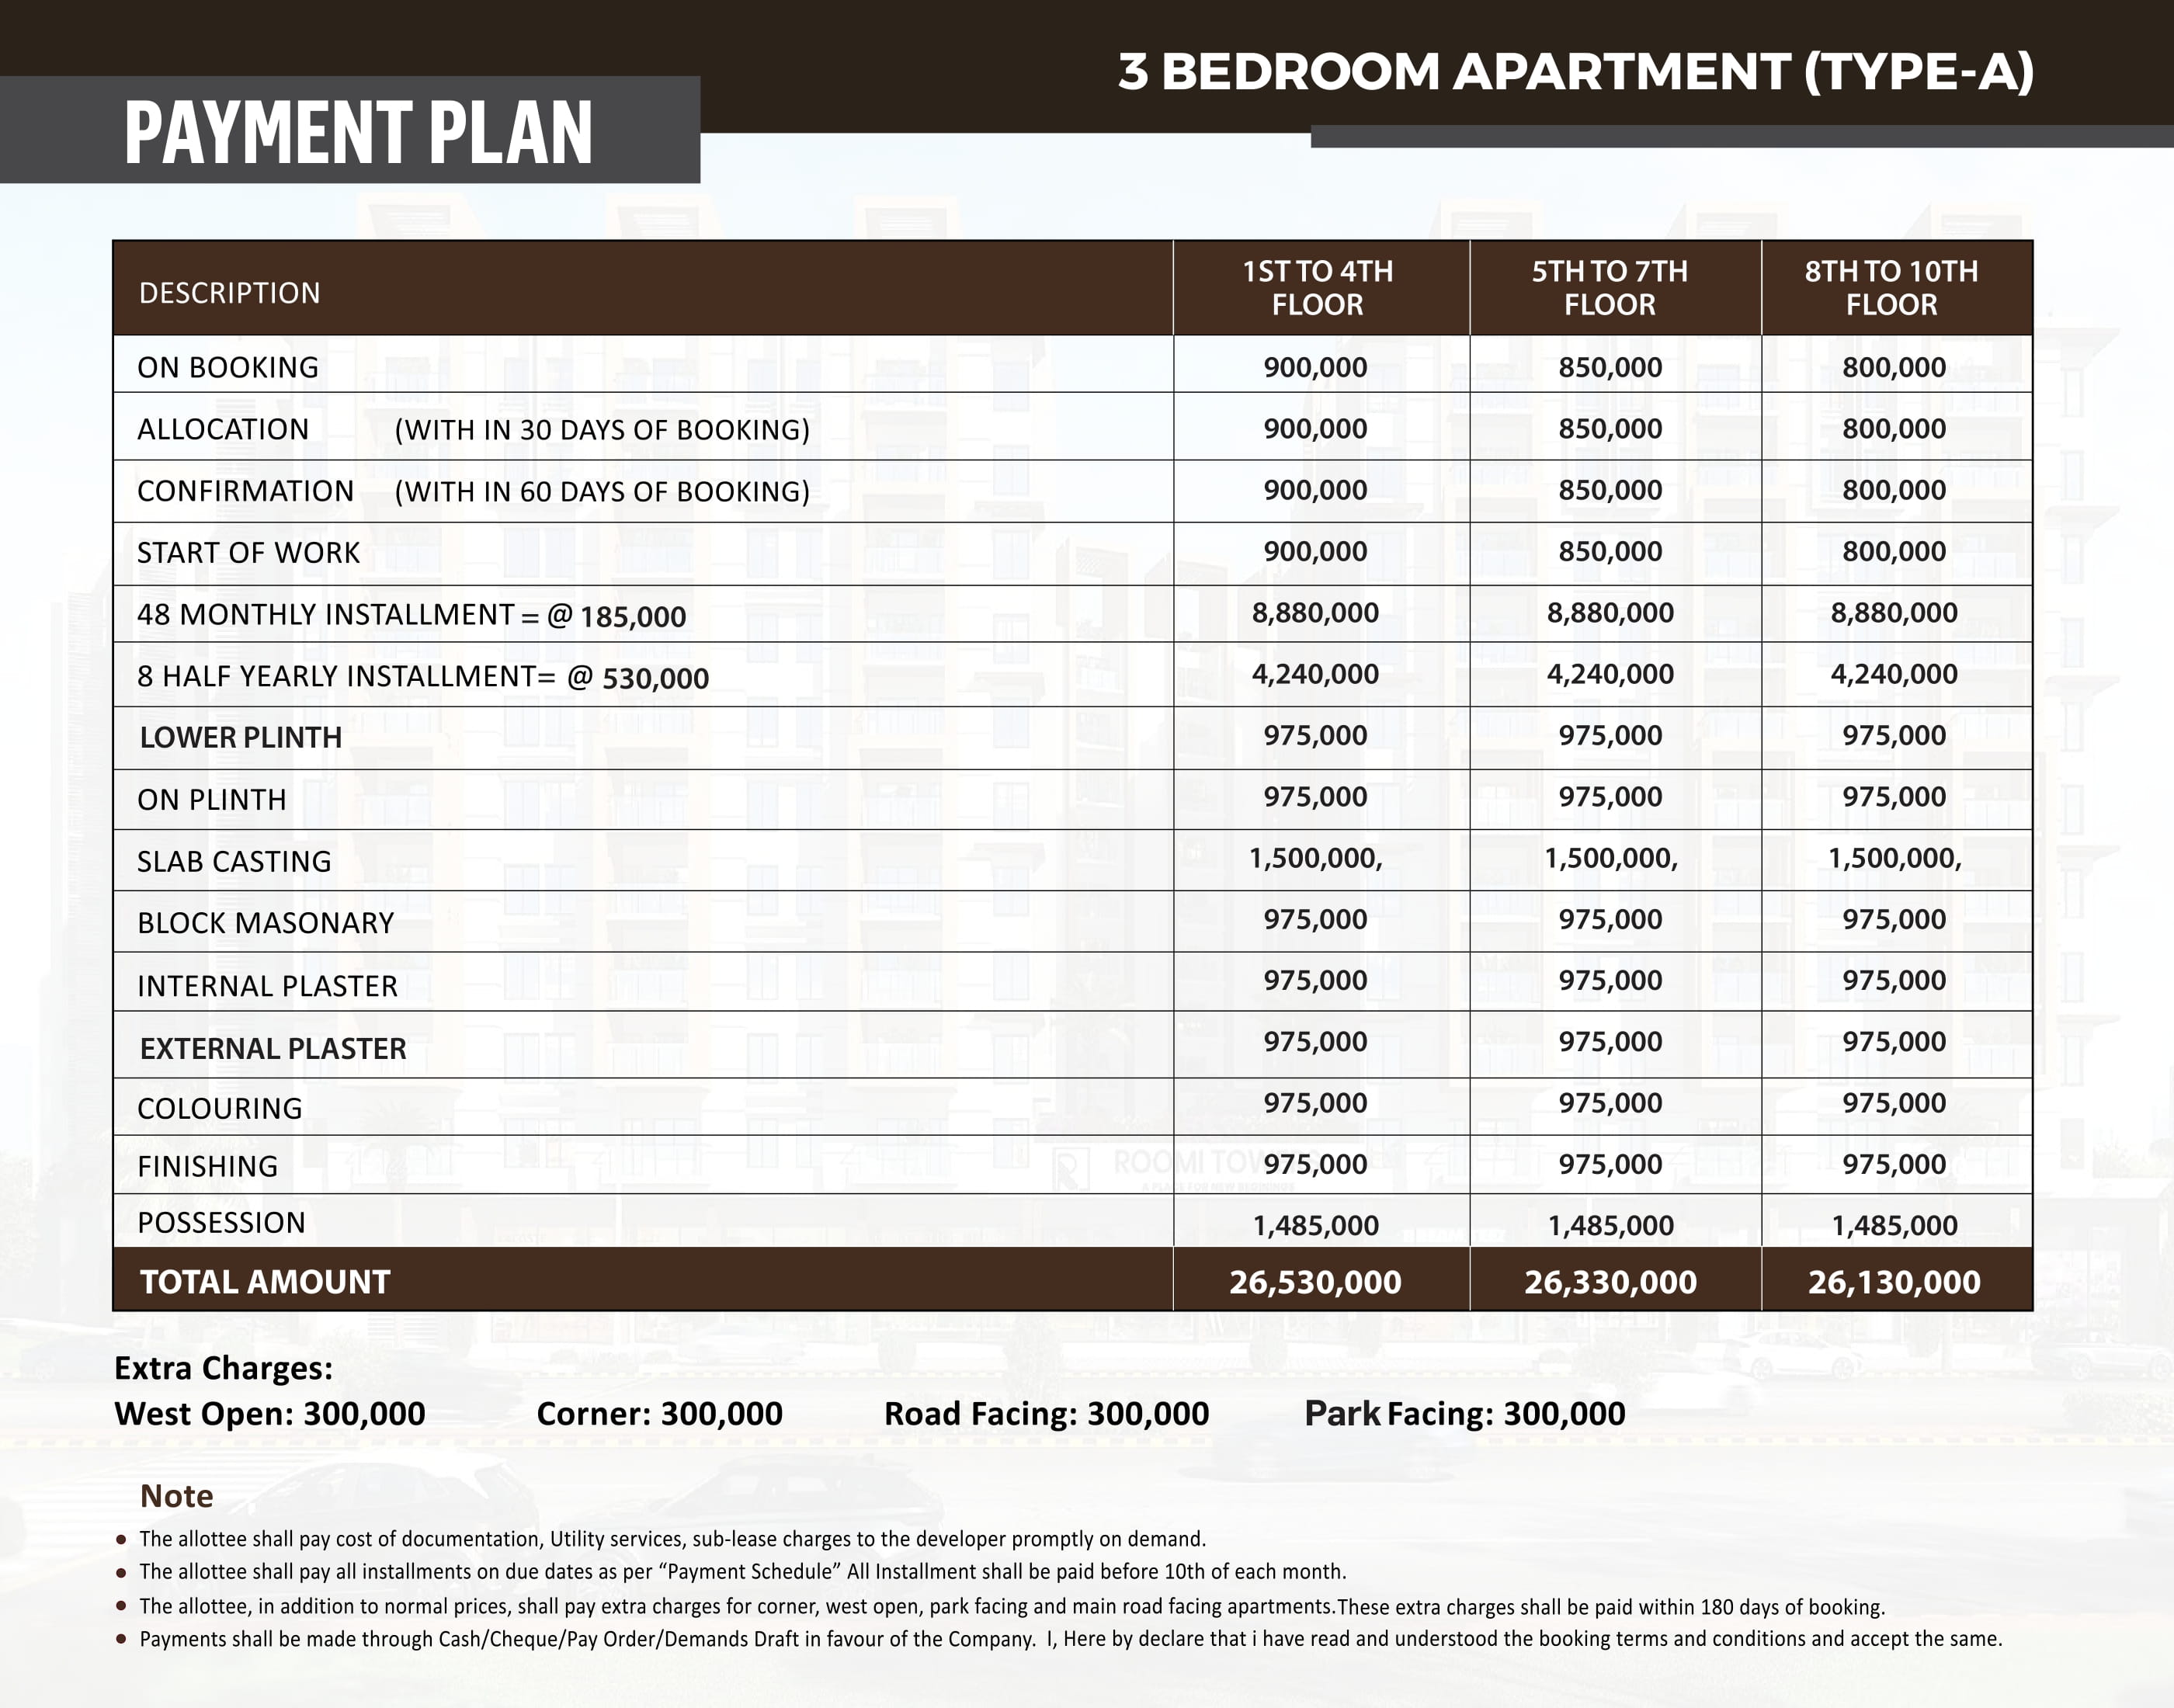 3 BEDROOM APARTMENT (TYPE-A)
PAYMENT PLAN
DESCRIPTION 1ST TO 4TH FLOOR 5TH TO 7TH FLOOR 8TH TO 10TH FLOOR
ON BOOKING 900,000 850,000 800,000
ALLOCATION (WITH IN 30 DAYS OF BOOKING) 900,000 850,000 800,000
CONFIRMATION (WITH IN 60 DAYS OF BOOKING) 900,000 850,000 800,000
START OF WORK 900,000 850,000 800,000
48 MONTHLY INSTALLMENT = @ 185,000 8,880,000 8,880,000 8,880,000
8 HALF YEARLY INSTALLMENT= @ 530,000 4,240,000 4,240,000 4,240,000
LOWER PLINTH 975,000 975,000 975,000
ON PLINTH 975,000 975,000 975,000
SLAB CASTING 1,500,000, 1,500,000, 1,500,000,
BLOCK MASONARY 975,000 975,000 975,000
INTERNAL PLASTER 975,000 975,000 975,000
EXTERNAL PLASTER 975,000 975,000 975,000
COLOURING 975,000 975,000 975,000
FINISHING 975,000 975,000 975,000
ROOMI
POSSESSION 1,485,000 1,485,000 1,485,000
TOTAL AMOUNT 26,530,000 26,330,000 26,130,000
Extra Charges:
West Open: 300,000 Corner: 300,000 Road Facing: 300,000 Park Facing: 300,000
Note
• The allottee shall pay cost of documentation, Utility services, sub-lease charges to the developer promptly on demand.
• The allottee shall pay all installments on due dates as per “Payment Schedule” All Installment shall be paid before 10th of each month.
• The allottee, in addition to normal prices, shall pay extra charges for corner, west open, park facing and main road facing apartments.These extra charges shall be paid within 180 days of booking.
• Payments shall be made through Cash/Cheque/Pay Order/Demands Draft in favour of the Company. I, Here by declare that i have read and understood the booking terms and conditions and accept the same.